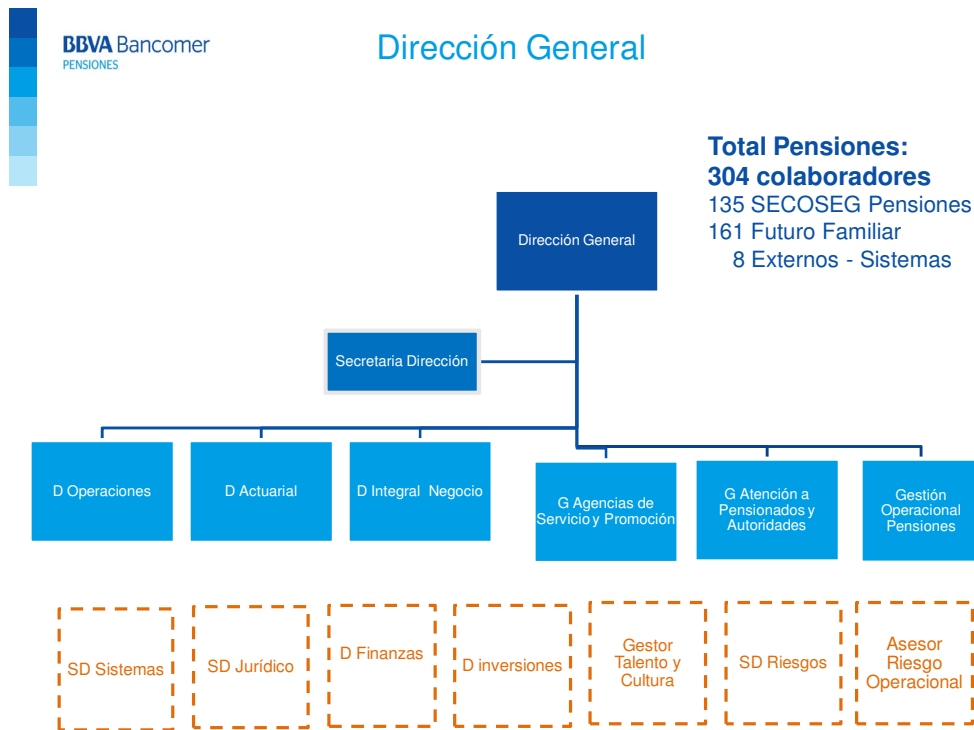 BBVA Bancomer
PENSIONES
Dirección General
Total Pensiones:
304 colaboradores
135 SECOSEG Pensiones
161 Futuro Familiar
8 Externos - Sistemas
Dirección General
Secretaria Dirección
D Operaciones
D Actuarial
D Integral Negocio
G Agencias de
Servicio y Promoción
G Atención a
Pensionados y
Autoridades
Gestión
Operacional
Pensiones
SD Sistemas
SD Jurídico
D Finanzas
D inversiones
Gestor
Talento y
Cultura
SD Riesgos
Asesor
Riesgo
Operacional